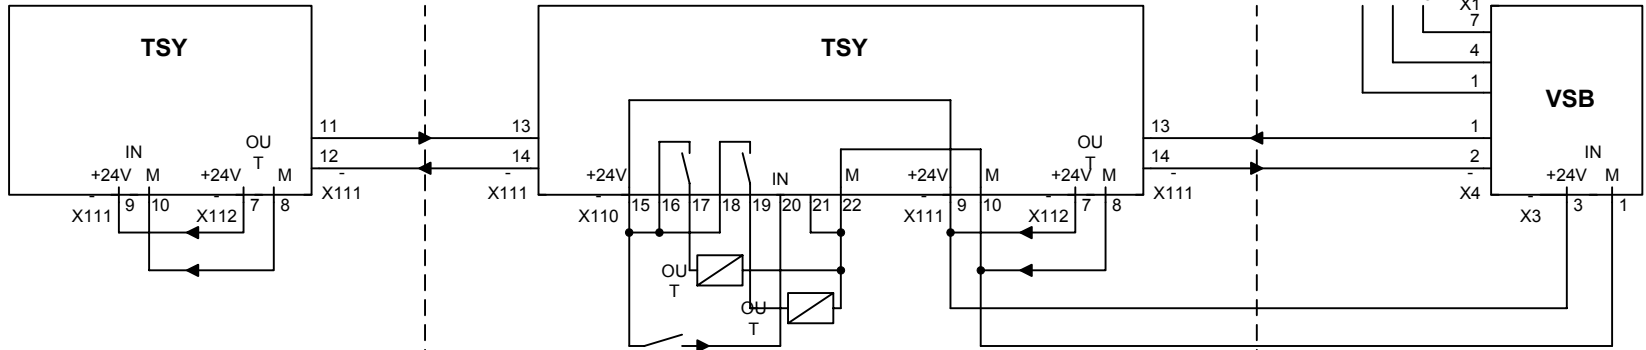 X1
7
TSY
TSY
4
1
VSB
11
13
13
1
OU
T
IN
12
14
OU
T
14
2
IN
+24V M
+24V M
+24V
IN
M
+24V
M
+24V M
+24V
M
-
X111
9
10
-
X112
7
8
-
X111
-
X111
-
X110
15
16
17
18
19
20
21
22
-
X111
9
10
-
X112
7
8
-
X111
-
X4
-
X3
3
1
OU
T
OU
T